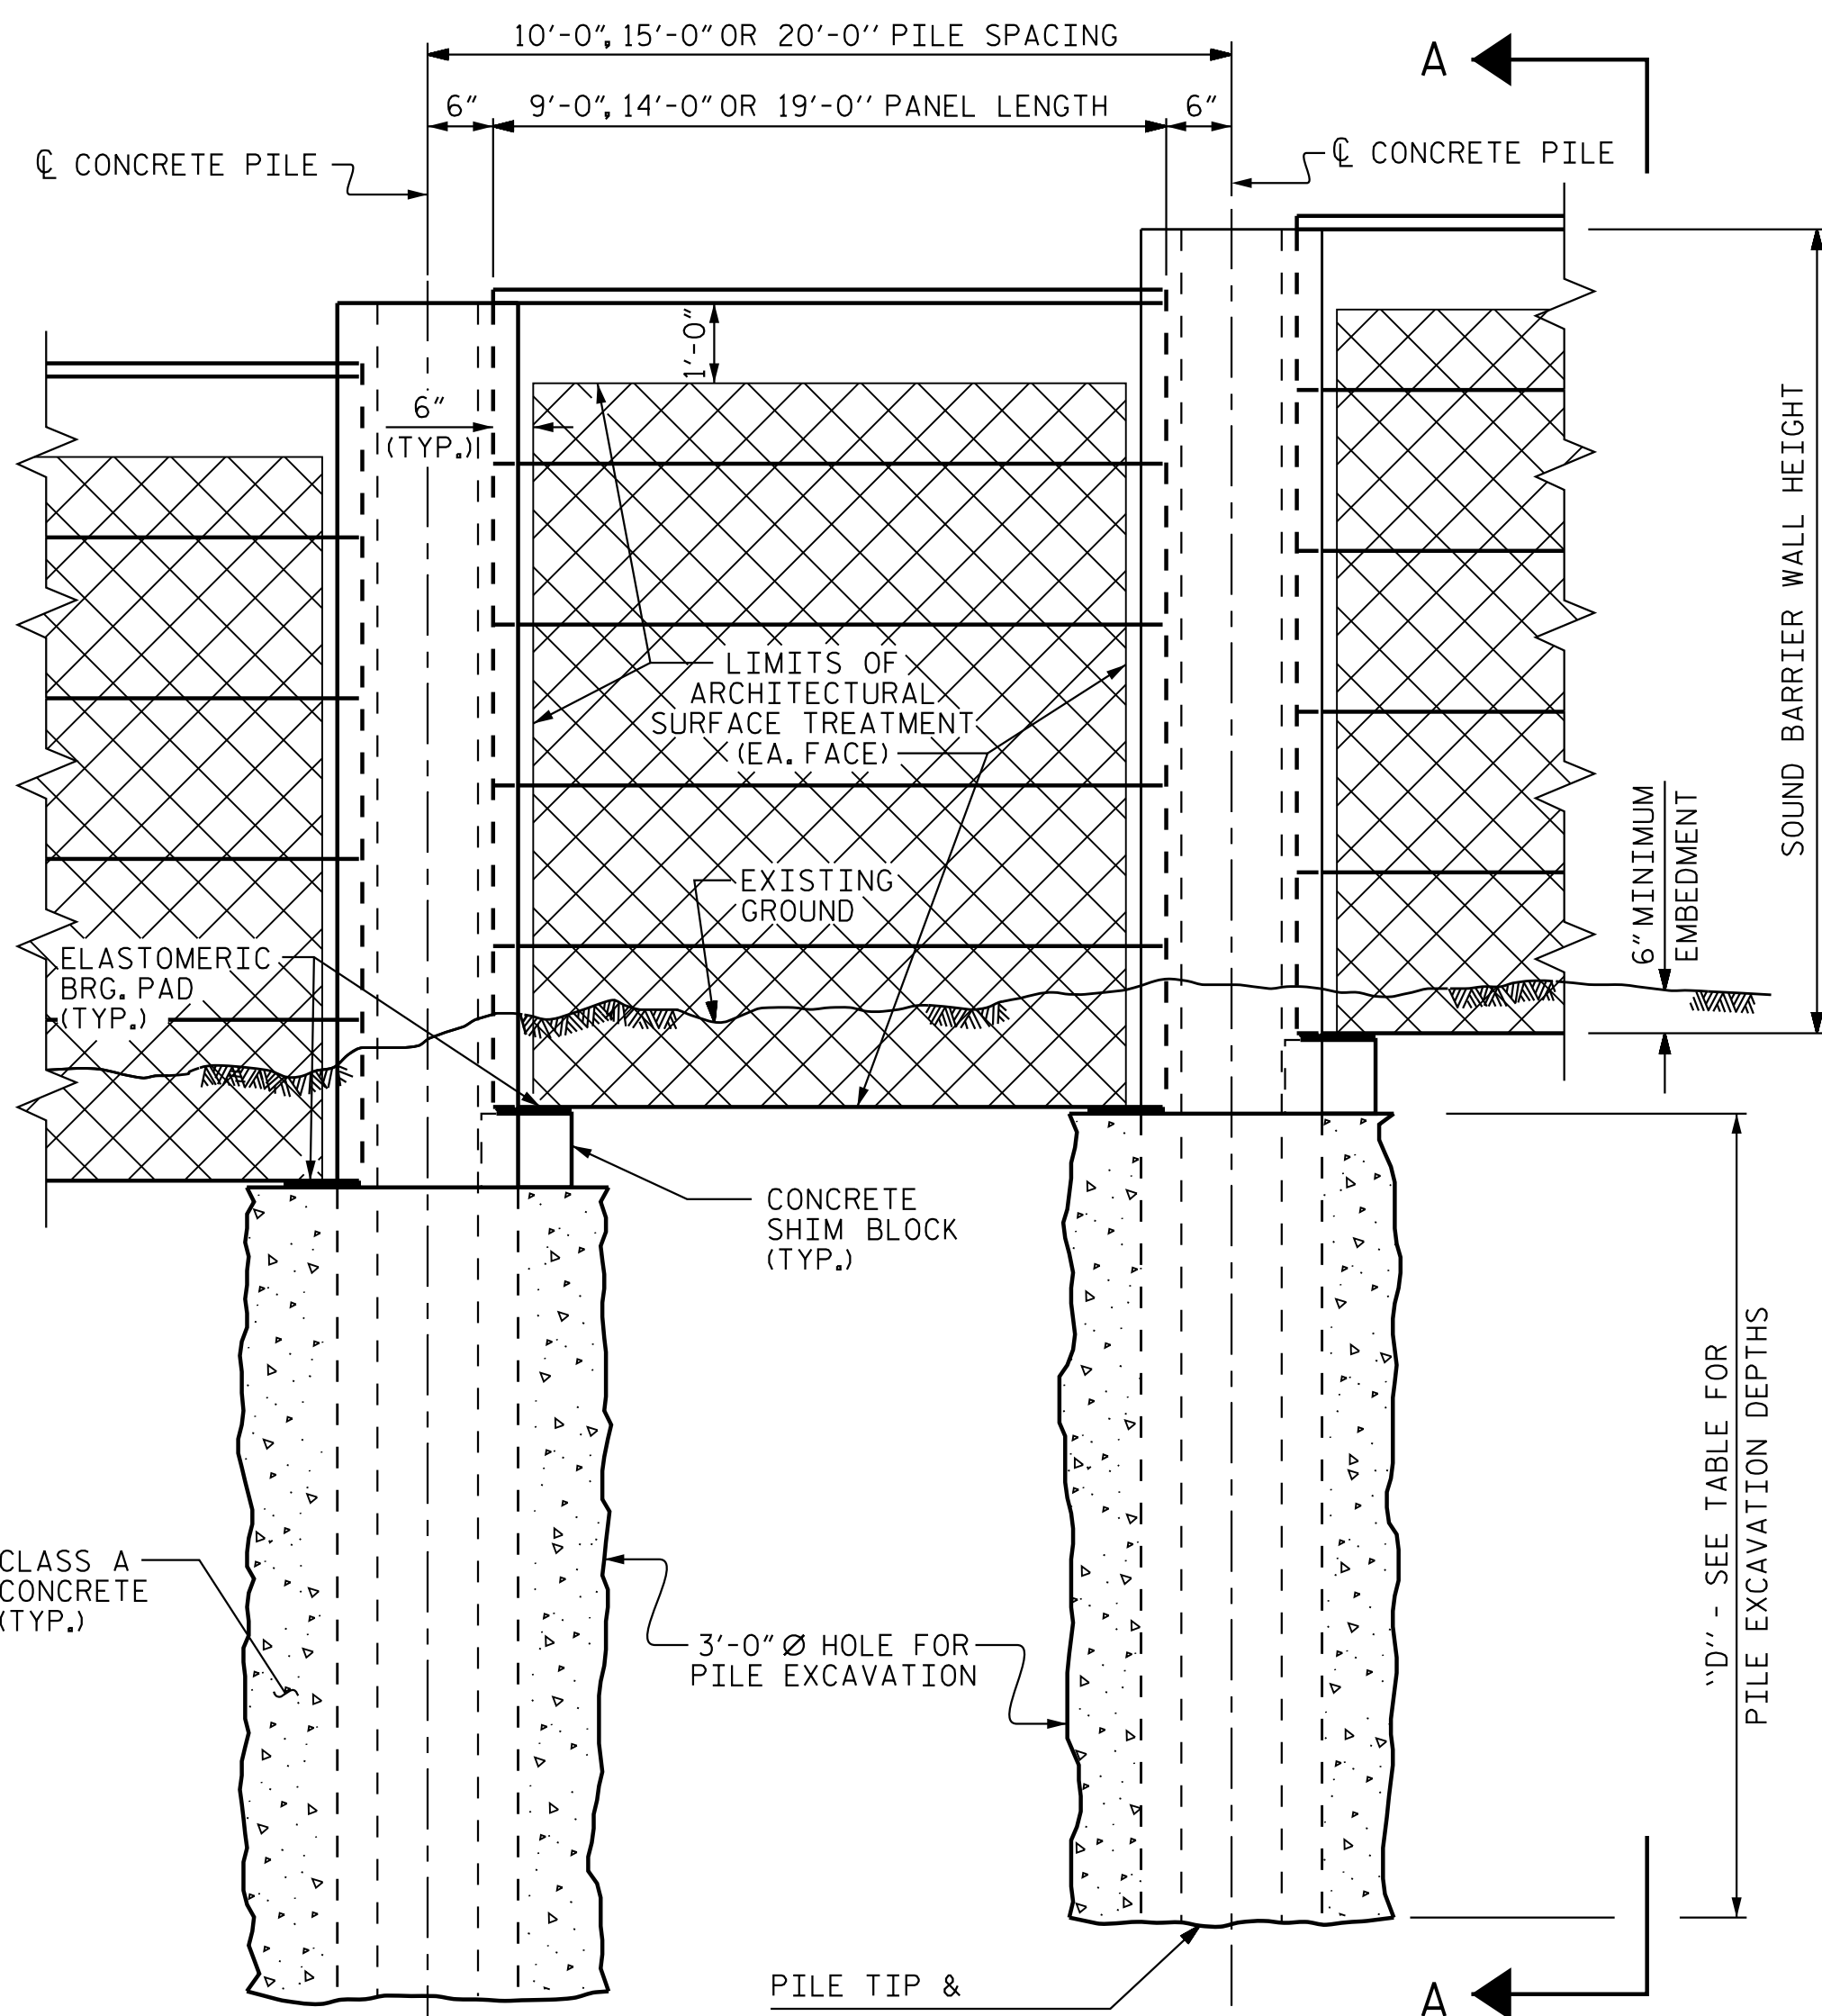 10'-0", 15'-0" OR 20'-0" PILE SPACING
A
6"
9'-0", 14'-0" OR 19'-0" PANEL LENGTH
6"
℄ CONCRETE PILE
℄ CONCRETE PILE
1'-0"
6"
(TYP.)
SOUND BARRIER WALL HEIGHT
LIMITS OF
ARCHITECTURAL
SURFACE TREATMENT
(EA. FACE)
6" MINIMUM
EMBEDMENT
EXISTING
GROUND
ELASTOMERIC
BRG. PAD
(TYP.)
CONCRETE
SHIM BLOCK
(TYP.)
"D" - SEE TABLE FOR
PILE EXCAVATION DEPTHS
CLASS A
CONCRETE
(TYP.)
3'-0" Ø HOLE FOR
PILE EXCAVATION
PILE TIP &
A